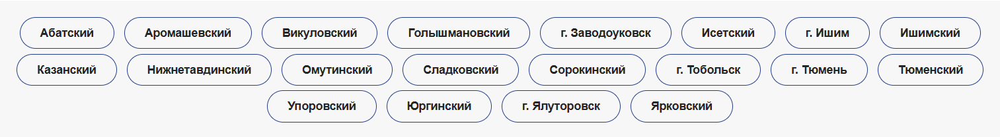 Абатский Аромашевский Викуловский Голышмановский г. Заводоуковск Исетский г. Ишим Ишимский
Казанский Нижнетавдинский Омутинский Сладковский Сорокинский г. Тобольск г. Тюмень Тюменский
Упоровский Юргинский г. Ялуторовск Ярковский